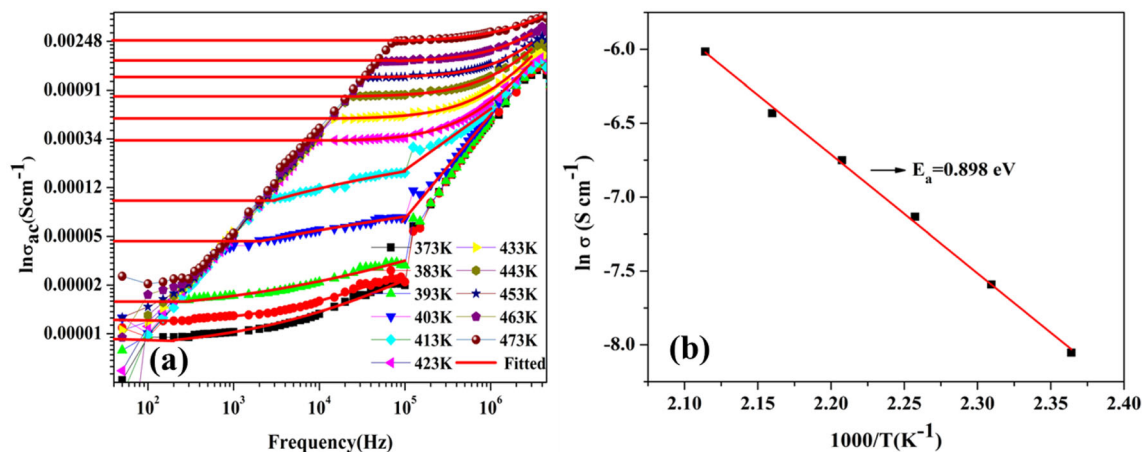 lnσac(Scm-1)
0.00248
0.00091
0.00034
0.00012
0.00005
0.00002
0.00001
373K
383K
393K
403K
413K
423K
433K
443K
453K
463K
473K
Fitted
(a)
10² 10³ 10⁴ 10⁵ 10⁶
Frequency(Hz)
ln σ (S cm-1)
-6.0
-6.5
-7.0
-7.5
-8.0
Ea=0.898 eV
(b)
2.10 2.15 2.20 2.25 2.30 2.35 2.40
1000/T(K-1)